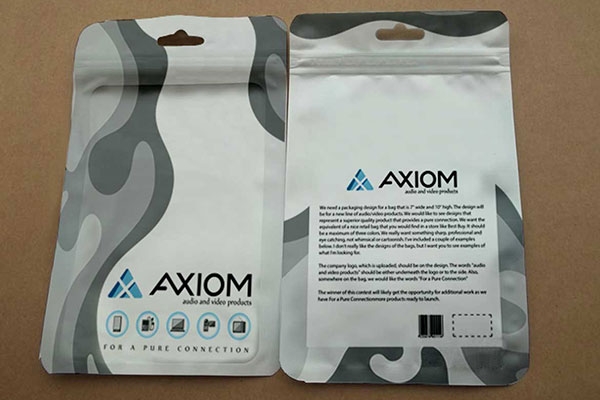 AXIOM
audio and video products
FOR A PURE CONNECTION
AXIOM
audio and video products
We need a packaging design for a bag that is 7" wide and 10" high. The design will
be for a new line of audio/video products. We would like to see designs that
represent a superior quality product that provides a pure connection. We want the
equivalent of a nice retail bag that you would find in a store like Best Buy. It should
be a maximum of three colors. We really want something sharp, professional and
eye catching, not whimsical or cartoonish. I've included a couple of examples
below. I don't really like the designs of the bags, but I want you to see examples of
what I'm looking for.
The company logo, which is uploaded, should be on the design. The words "audio
and video products" should be either underneath the logo or to the side. Also,
somewhere on the bag, we would like the words "For a Pure Connection"
The winner of this contest will likely get the opportunity for additional work as we
have For a Pure Connectionmore products ready to launch.